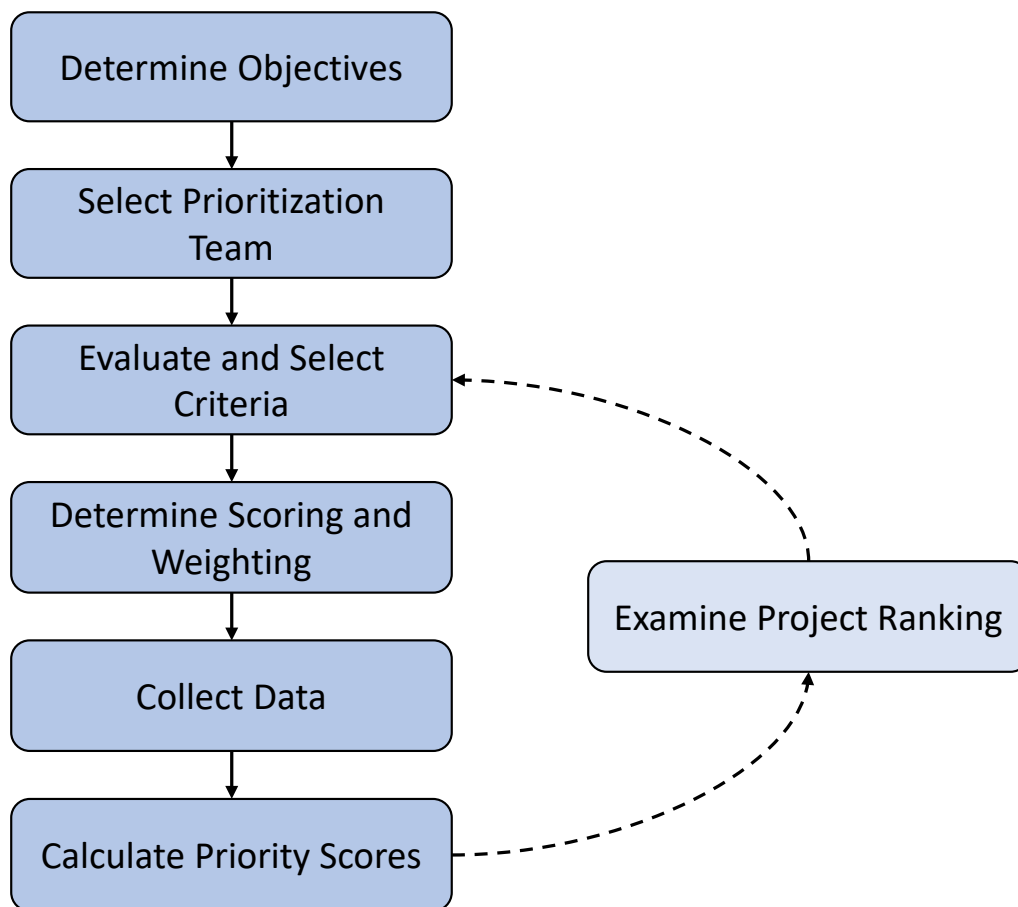 Determine Objectives
Select Prioritization
Team
Evaluate and Select
Criteria
Determine Scoring and
Weighting
Examine Project Ranking
Collect Data
Calculate Priority Scores